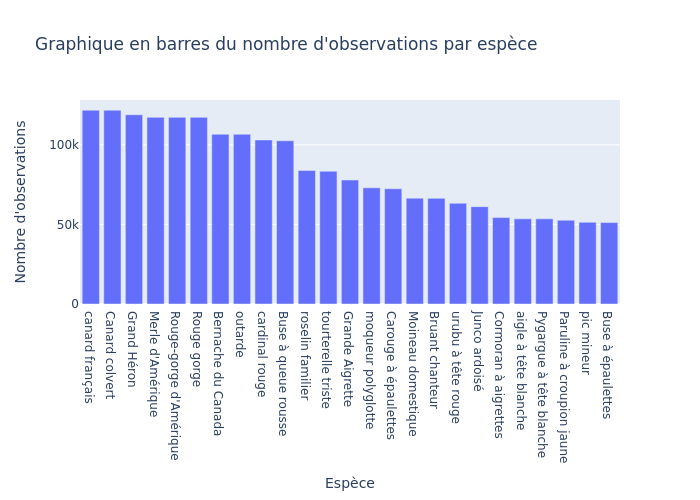 Graphique en barres du nombre d'observations par espèce
Nombre d'observations
100k
50k
0
canard français
Canard colvert
Grand Héron
Merle d'Amérique
Rouge-gorge d'Amérique
Rouge gorge
Bernache du Canada
outarde
cardinal rouge
Buse à queue rousse
roselin familier
tourterelle triste
Grande Aigrette
moqueur polyglotte
Carouge à épaulettes
Moineau domestique
Bruant chanteur
urubu à tête rouge
Junco ardoisé
Cormoran à aigrettes
aigle à tête blanche
Pygargue à tête blanche
Paruline à croupion jaune
pic mineur
Buse à épaulettes
Espèce